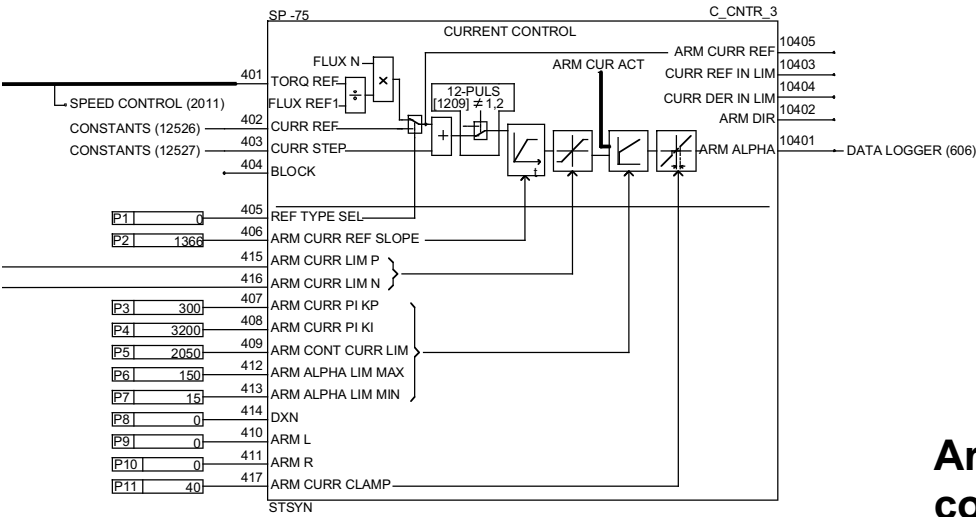 SP -75 C_CNTR_3
CURRENT CONTROL
10405
ARM CURR REF
FLUX N
ARM CUR ACT
10403
CURR REF IN LIM
401
TORQ REF
×
÷
12-PULS
[1209] ≠ 1,2
10404
CURR DER IN LIM
SPEED CONTROL (2011)
FLUX REF1
10402
ARM DIR
CONSTANTS (12526) 402 CURR REF
+
CONSTANTS (12527) 403 CURR STEP
t
ARM ALPHA 10401 DATA LOGGER (606)
404 BLOCK
P1 0 405 REF TYPE SEL
P2 1366 406 ARM CURR REF SLOPE
415 ARM CURR LIM P
416 ARM CURR LIM N
P3 300 407 ARM CURR PI KP
P4 3200 408 ARM CURR PI KI
P5 2050 409 ARM CONT CURR LIM
P6 150 412 ARM ALPHA LIM MAX
P7 15 413 ARM ALPHA LIM MIN
P8 0 414 DXN
P9 0 410 ARM L
P10 0 411 ARM R
P11 40 417 ARM CURR CLAMP
STSYN
Ar
co